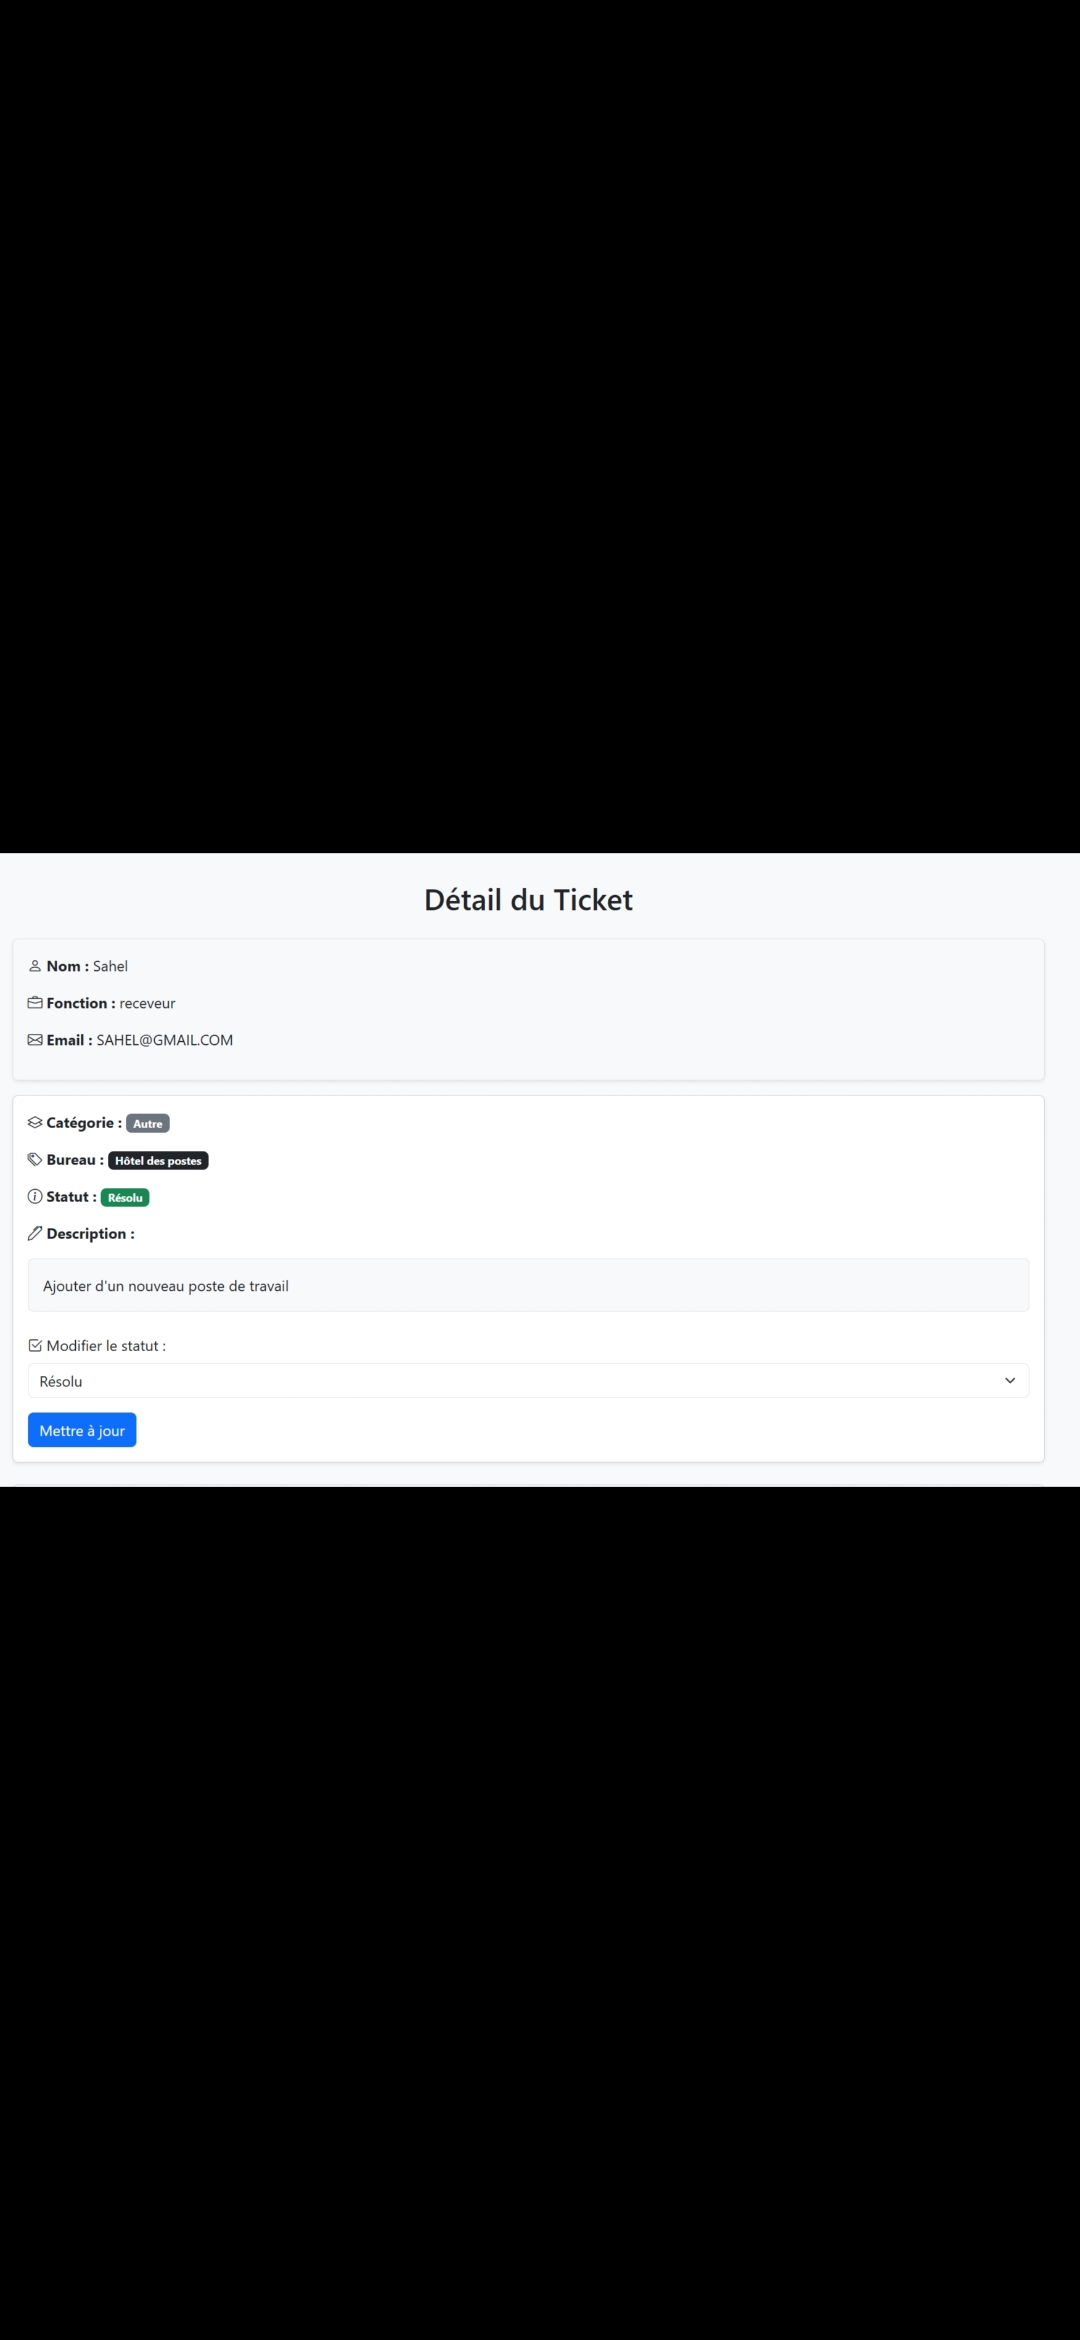 Détail du Ticket
Nom : Sahel
Fonction : receveur
Email : SAHEL@GMAIL.COM
Catégorie : Autre
Bureau : Hôtel des postes
Statut : Résolu
Description :
Ajouter d'un nouveau poste de travail
Modifier le statut :
Résolu
Mettre à jour